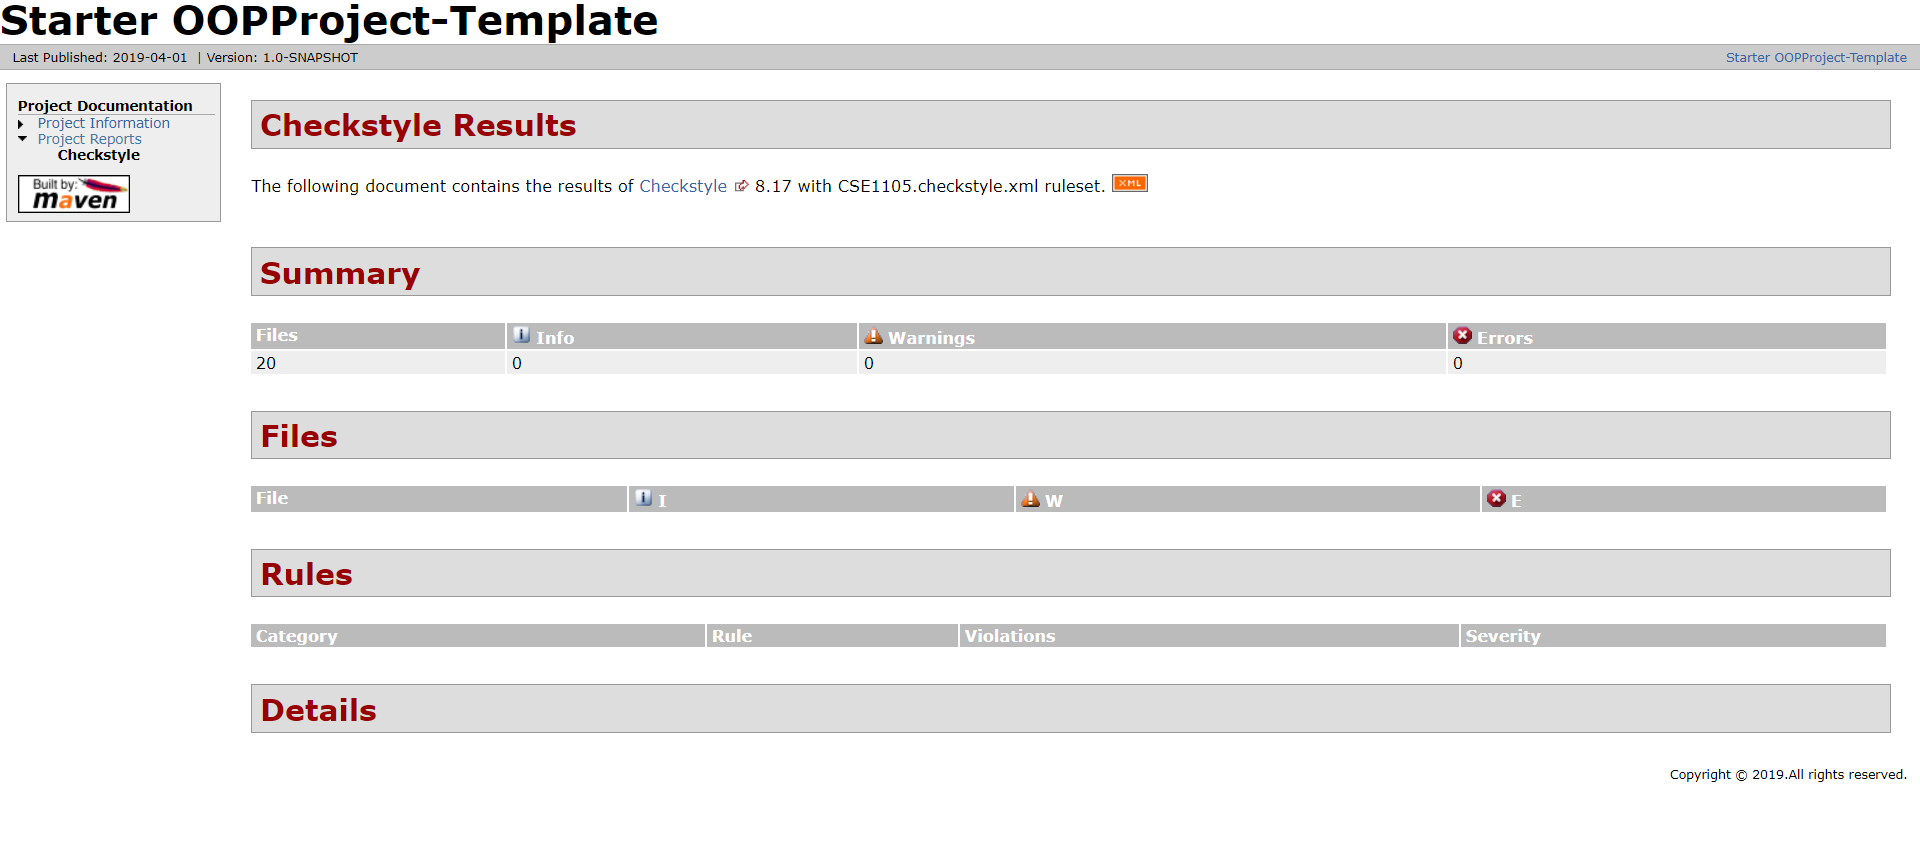 Starter OOPProject-Template
Last Published: 2019-04-01 | Version: 1.0-SNAPSHOT
Starter OOPProject-Template
Project Documentation
Project Information
Project Reports
Checkstyle
Built by:
maven
Checkstyle Results
The following document contains the results of Checkstyle 8.17 with CSE1105.checkstyle.xml ruleset. XML
Summary
Files Info Warnings Errors
20 0 0 0
Files
File I W E
Rules
Category Rule Violations Severity
Details
Copyright © 2019.All rights reserved.